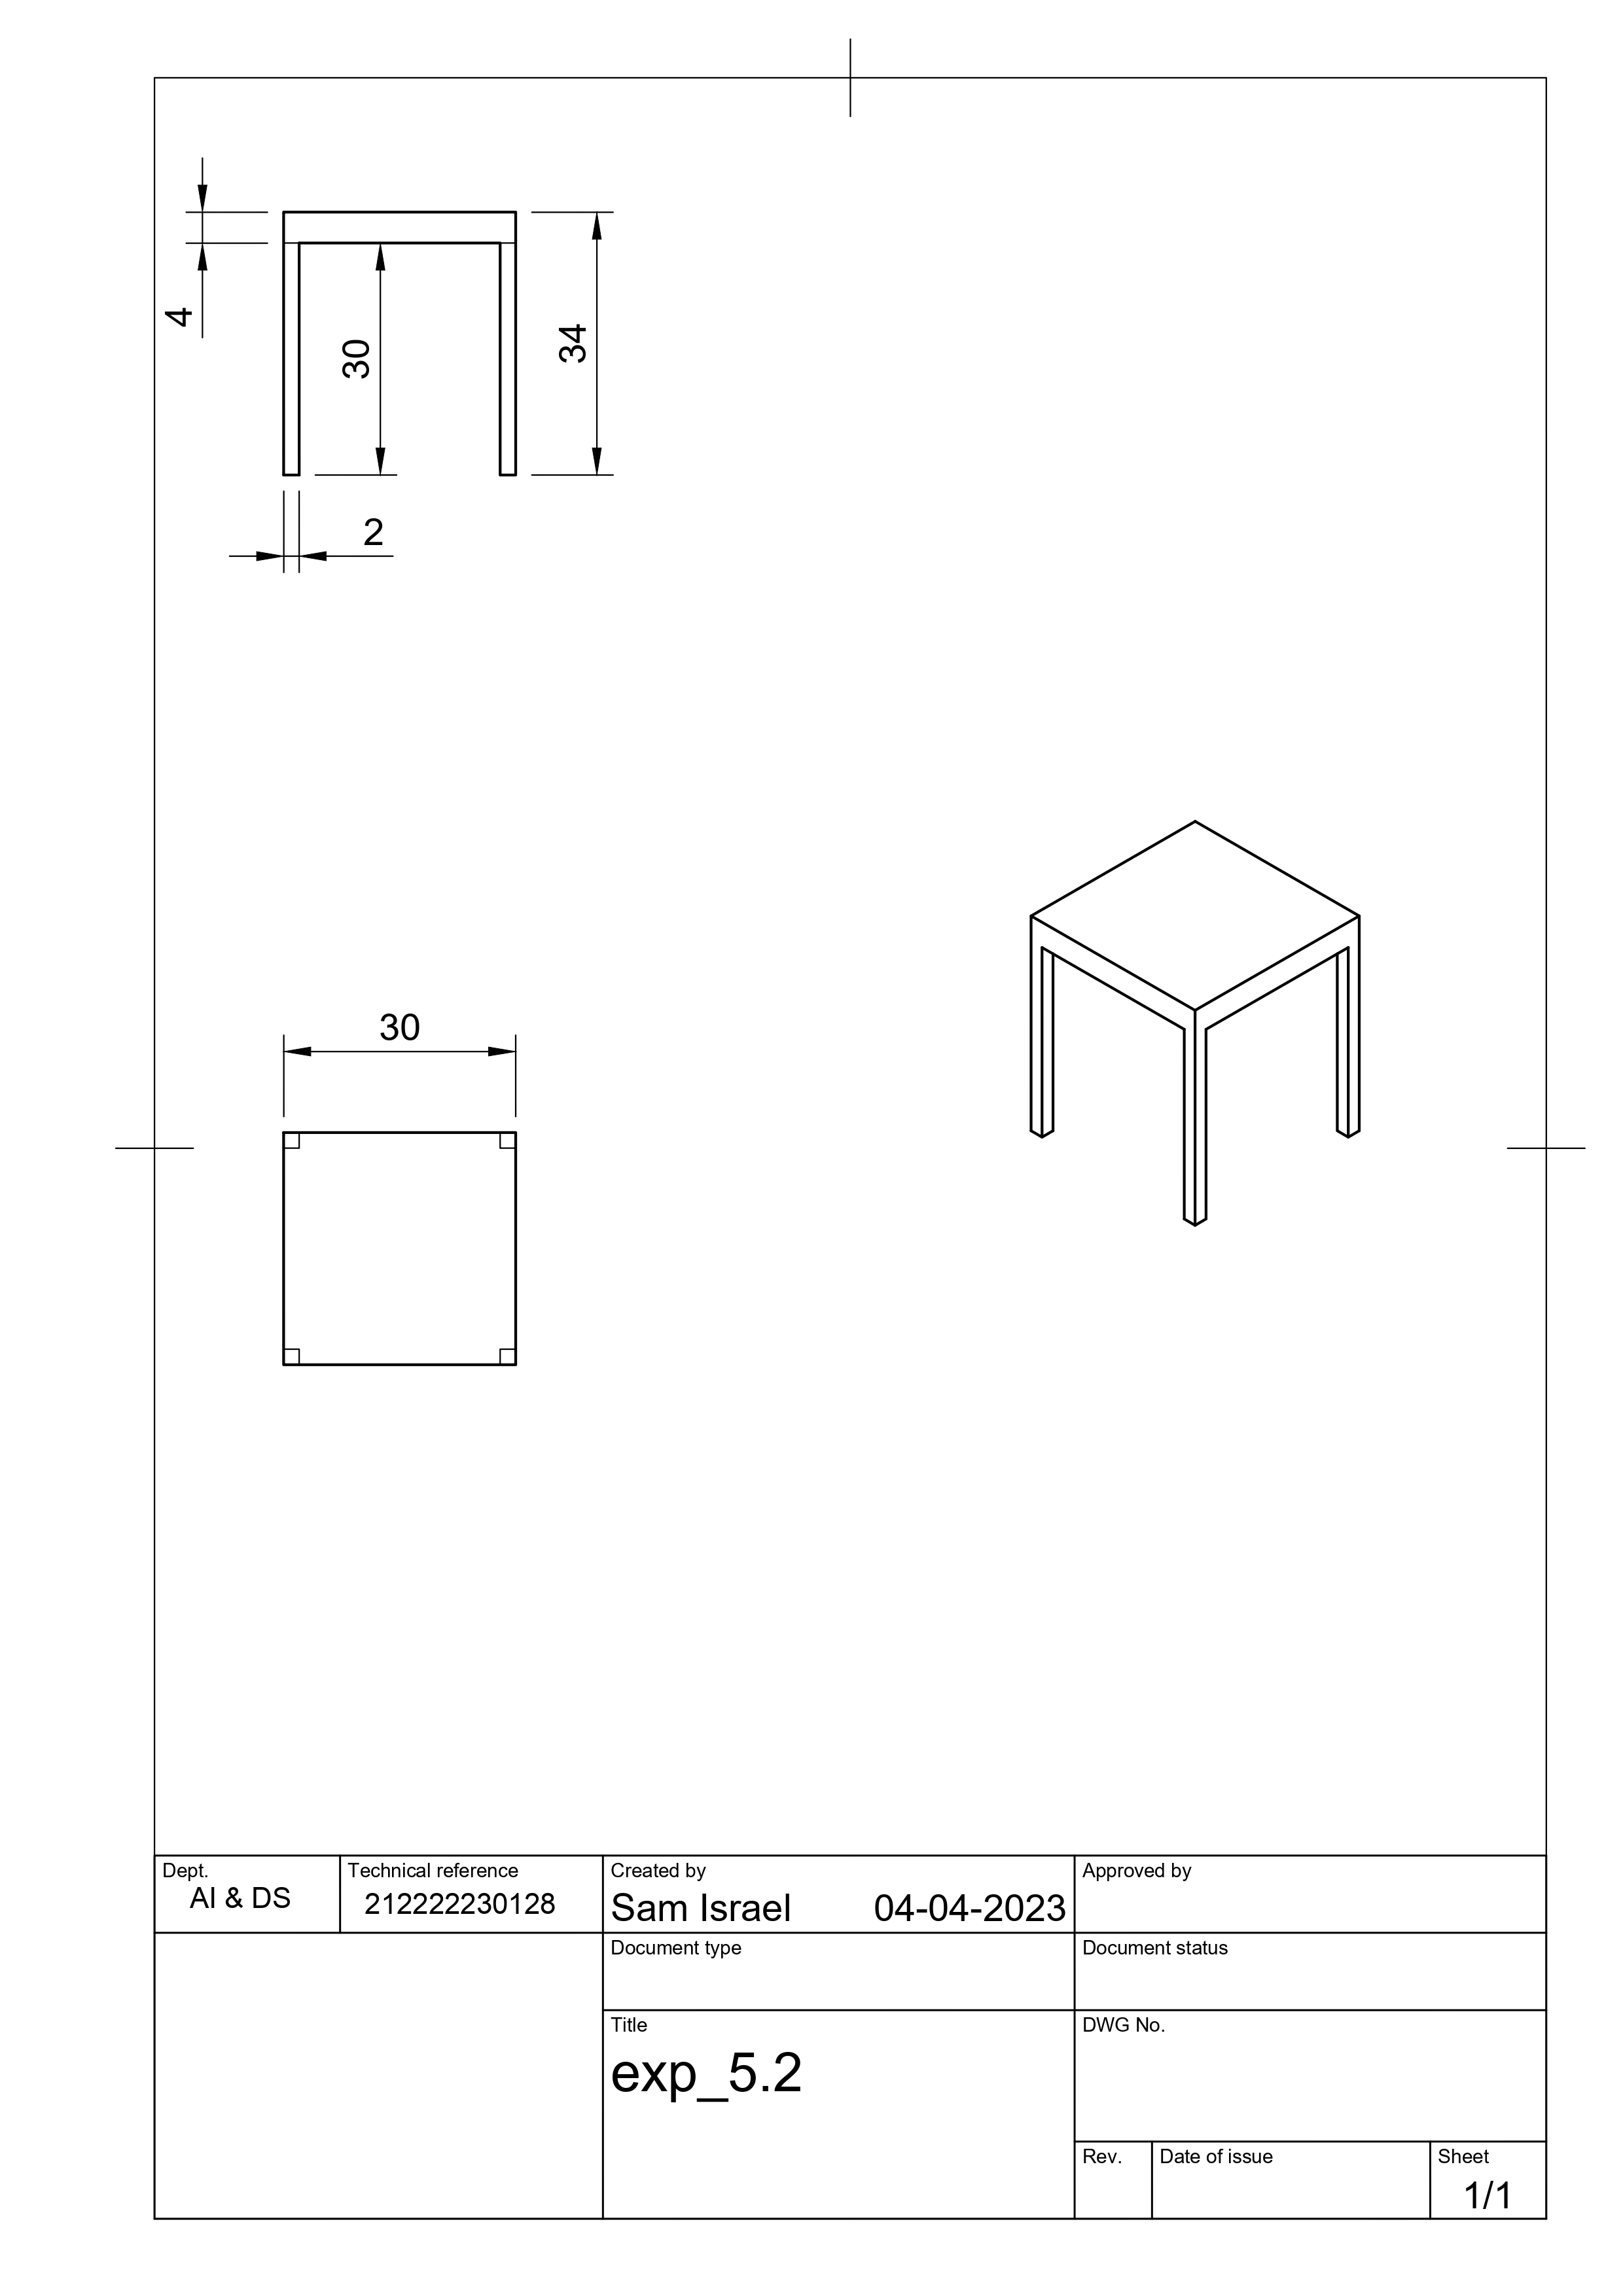 4
30
34
2
30
Dept.
AI & DS
Technical reference
212222230128
Created by
Sam Israel 04-04-2023
Approved by
Document type
Document status
Title
exp_5.2
DWG No.
Rev.
Date of issue
Sheet
1/1